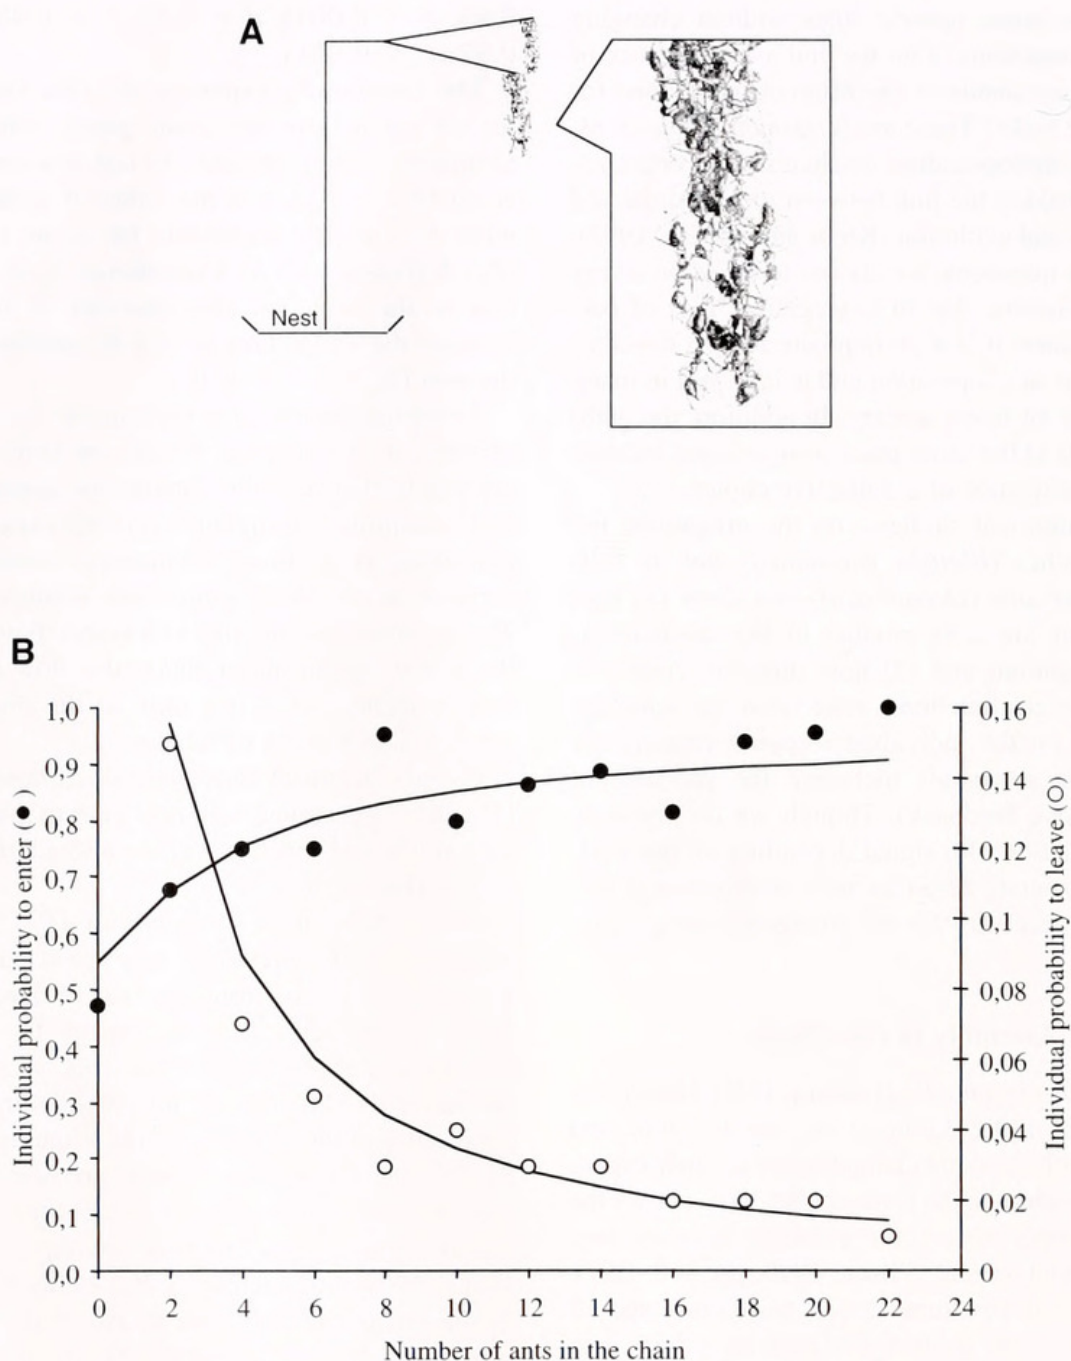 A
Nest
B
1,0
0,9
0,8
0,7
0,6
0,5
0,4
0,3
0,2
0,1
0,0
Individual probability to enter (●)
0,16
0,14
0,12
0,1
0,08
0,06
0,04
0,02
0
Individual probability to leave (○)
0 2 4 6 8 10 12 14 16 18 20 22 24
Number of ants in the chain